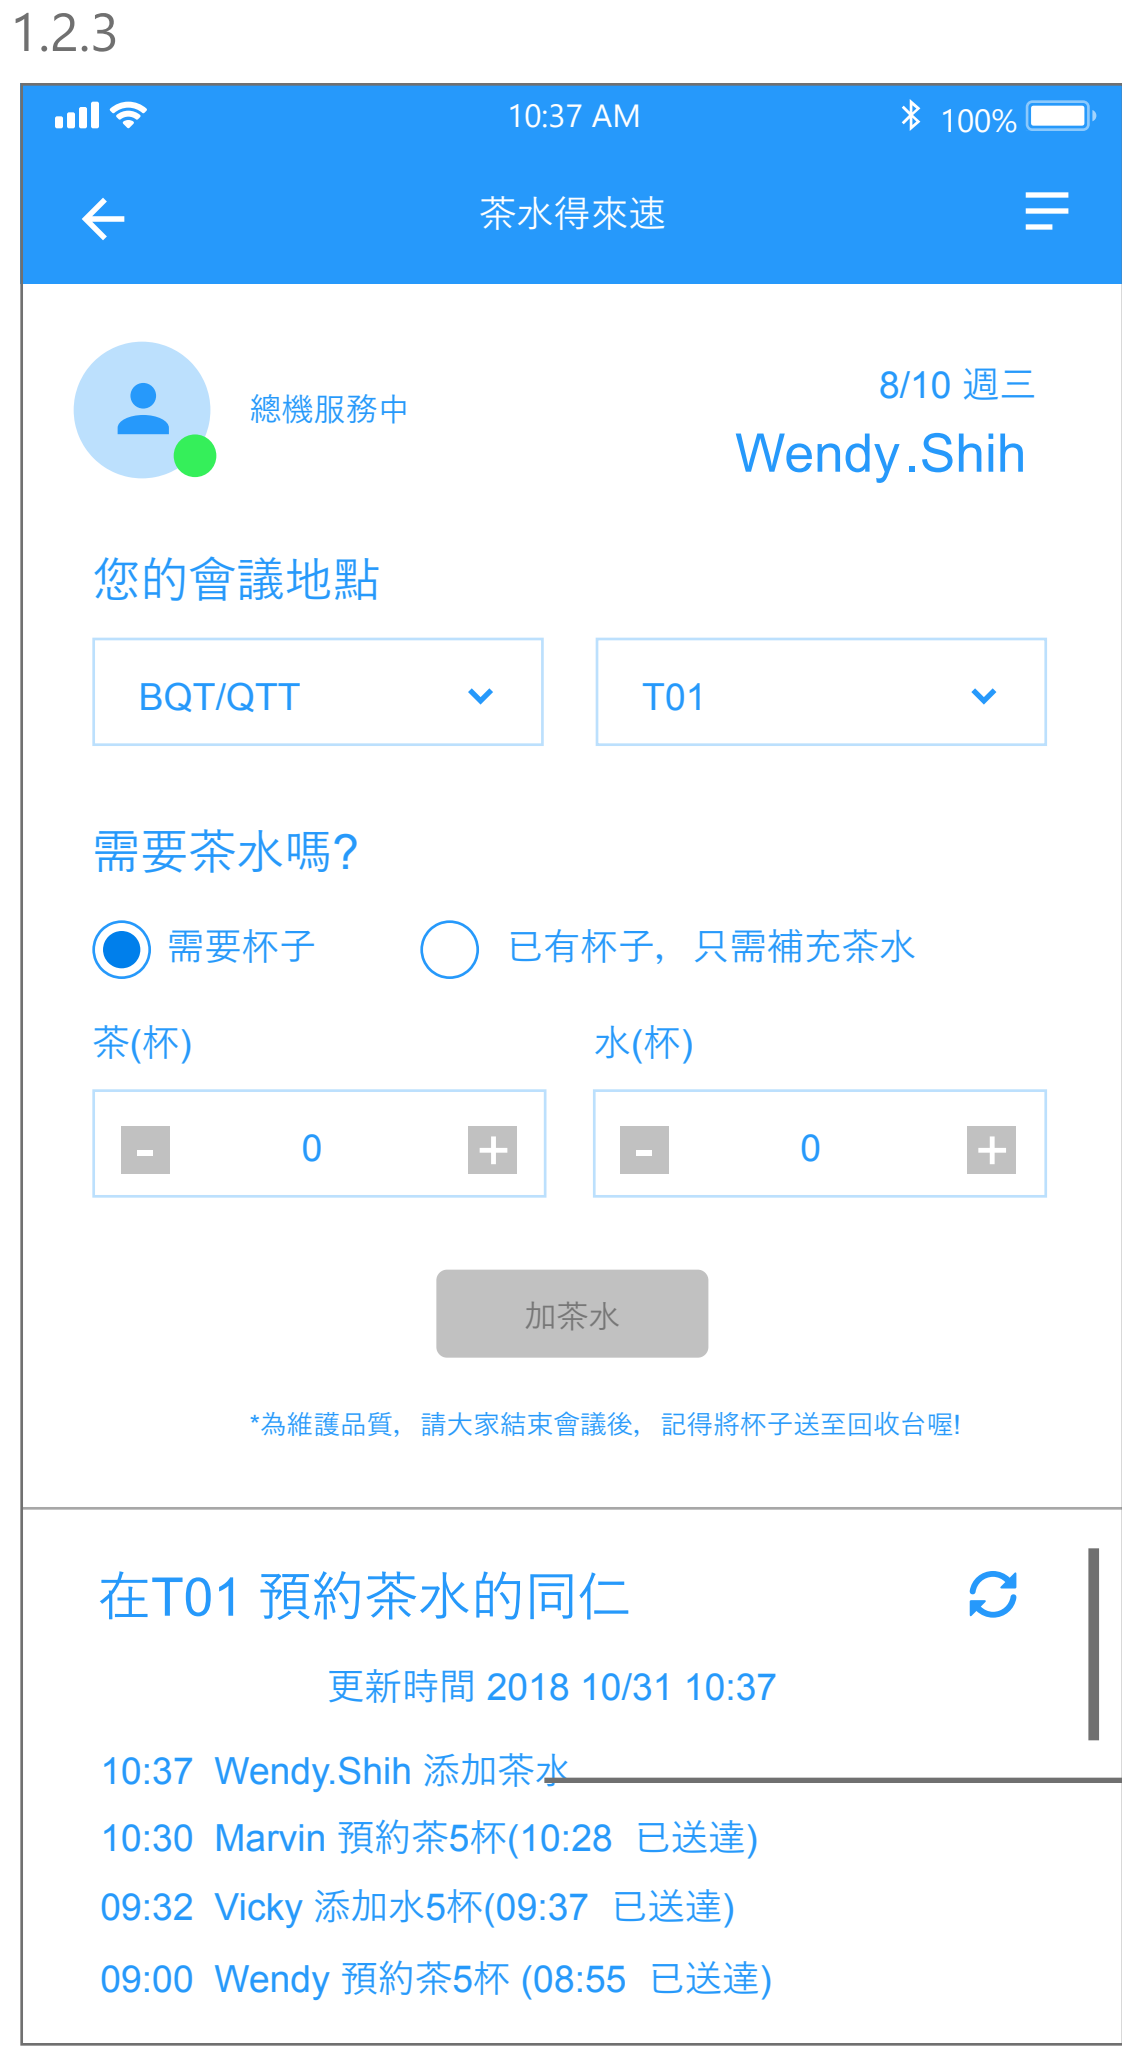 1.2.3
10:37 AM 100%
茶水得來速
總機服務中
8/10 週三
Wendy.Shih
您的會議地點
BQT/QTT T01
需要茶水嗎?
需要杯子 已有杯子，只需補充茶水
茶(杯) 水(杯)
- 0 + - 0 +
加茶水
*為維護品質，請大家結束會議後，記得將杯子送至回收台喔!
在T01 預約茶水的同仁
更新時間 2018 10/31 10:37
10:37 Wendy.Shih 添加茶水
10:30 Marvin 預約茶5杯(10:28 已送達)
09:32 Vicky 添加水5杯(09:37 已送達)
09:00 Wendy 預約茶5杯 (08:55 已送達)